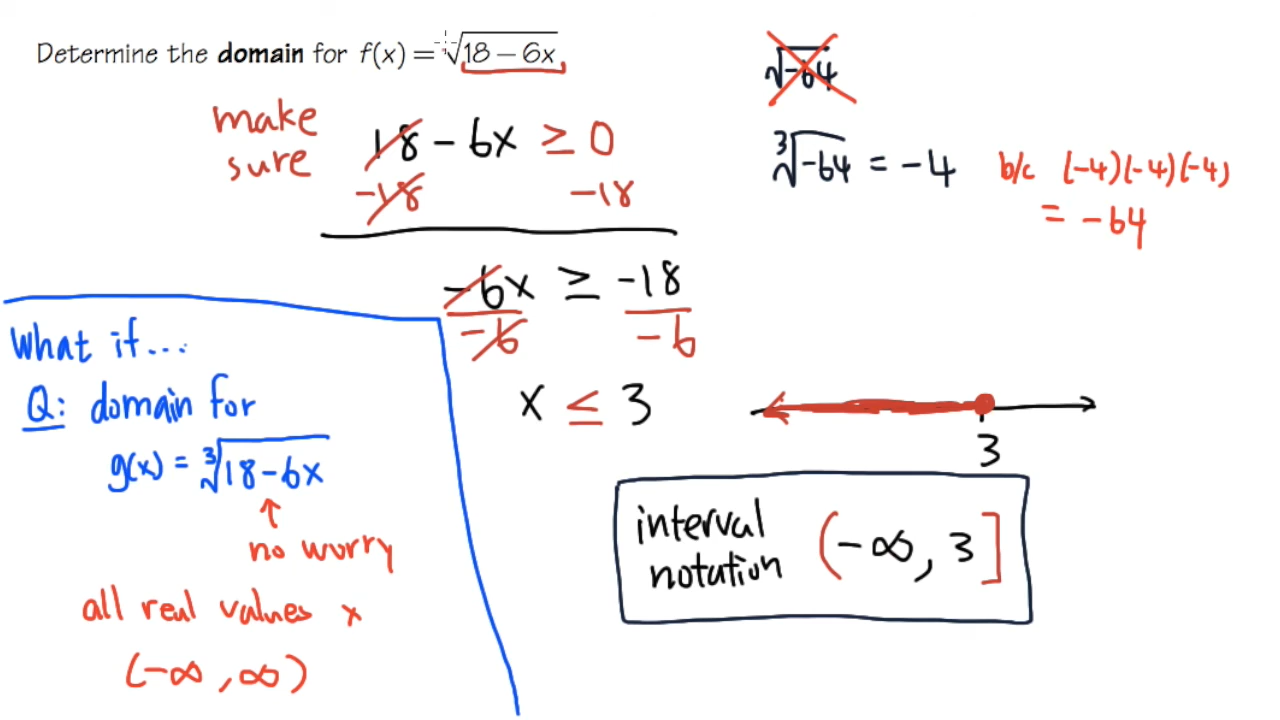 Determine the domain for f(x) = √(18 − 6x)
make
sure
18 - 6x ≥ 0
-18 -18
-6x ≥ -18
-6 -6
x ≤ 3
3
interval
notation (-∞, 3]
√-64
³√-64 = -4 b/c (-4)(-4)(-4)
= -64
What if...
Q: domain for
g(x) = ³√(18-6x)
↑
no worry
all real values x
(-∞, ∞)